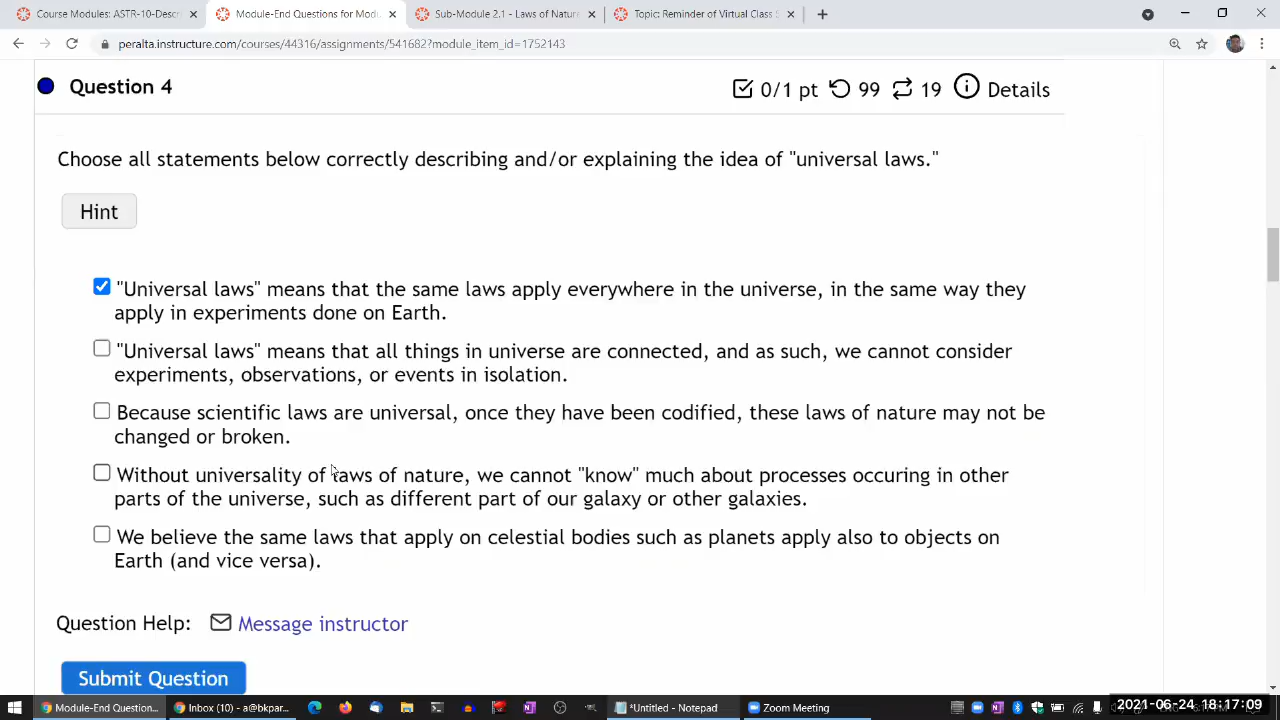 Course Modules: ASTR-10-Descr
Module-End Questions for Modu
Sub-Module 2.1 - Laws of Nature
Topic Reminder of Virtual Class S
peralta.instructure.com/courses/44316/assignments/541682?module_item_id=1752143
Question 4
0/1 pt 99 19 Details
Choose all statements below correctly describing and/or explaining the idea of "universal laws."
Hint
"Universal laws" means that the same laws apply everywhere in the universe, in the same way they
apply in experiments done on Earth.
"Universal laws" means that all things in universe are connected, and as such, we cannot consider
experiments, observations, or events in isolation.
Because scientific laws are universal, once they have been codified, these laws of nature may not be
changed or broken.
Without universality of laws of nature, we cannot "know" much about processes occuring in other
parts of the universe, such as different part of our galaxy or other galaxies.
We believe the same laws that apply on celestial bodies such as planets apply also to objects on
Earth (and vice versa).
Question Help: Message instructor
Submit Question
Module-End Question...
Inbox (10) - a@bkpar...
*Untitled - Notepad
Zoom Meeting
2021-06-24 18:17:09